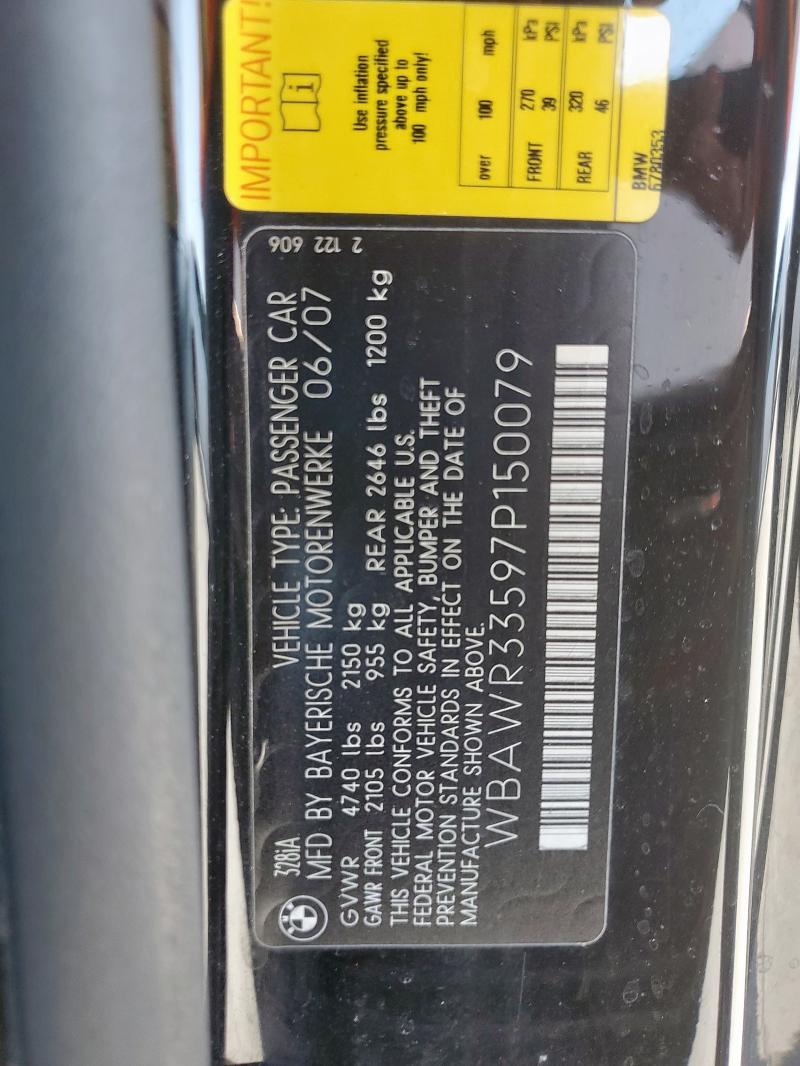 2 122 606
328iA VEHICLE TYPE: PASSENGER CAR
MFD BY BAYERISCHE MOTORENWERKE 06/07
GVWR 4740 lbs 2150 kg
GAWR FRONT 2105 lbs 955 kg REAR 2646 lbs 1200 kg
THIS VEHICLE CONFORMS TO ALL APPLICABLE U.S.
FEDERAL MOTOR VEHICLE SAFETY, BUMPER AND THEFT
PREVENTION STANDARDS IN EFFECT ON THE DATE OF
MANUFACTURE SHOWN ABOVE.
WBAWR33597P150079
IMPORTANT!
i
Use inflation
pressure specified
above up to
100 mph only!
over 100 mph
kPa
FRONT 270
39 PSI
kPa
REAR 320
46 PSI
BMW
6780353